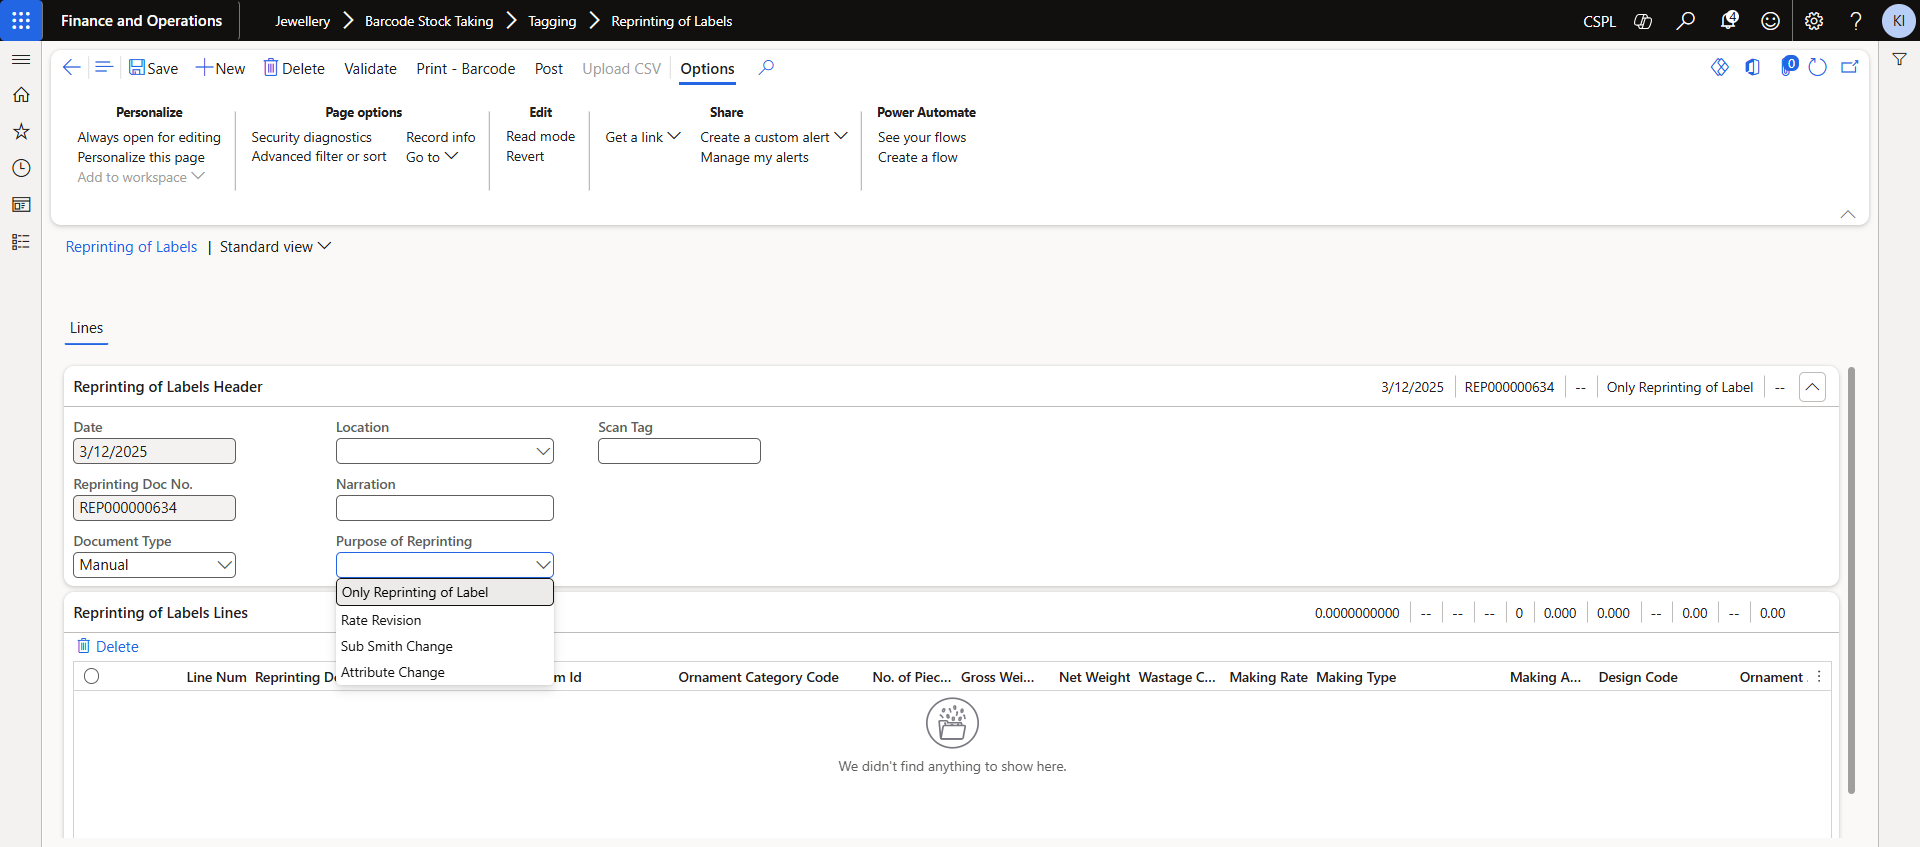 Finance and Operations
Jewellery
Barcode Stock Taking
Tagging
Reprinting of Labels
CSPL
4
KI
Save
New
Delete
Validate
Print - Barcode
Post
Upload CSV
Options
0
Personalize
Always open for editing
Personalize this page
Add to workspace
Page options
Security diagnostics
Advanced filter or sort
Record info
Go to
Edit
Read mode
Revert
Share
Get a link
Create a custom alert
Manage my alerts
Power Automate
See your flows
Create a flow
Reprinting of Labels | Standard view
Lines
Reprinting of Labels Header
3/12/2025
REP000000634
--
Only Reprinting of Label
--
Date
3/12/2025
Reprinting Doc No.
REP000000634
Document Type
Manual
Location
Narration
Purpose of Reprinting
Only Reprinting of Label
Rate Revision
Sub Smith Change
Attribute Change
Scan Tag
Reprinting of Labels Lines
0.0000000000 -- -- -- 0 0.000 0.000 -- 0.00 -- 0.00
Delete
Line Num Reprinting D m Id Ornament Category Code No. of Piec... Gross Wei... Net Weight Wastage C... Making Rate Making Type Making A... Design Code Ornament
We didn't find anything to show here.